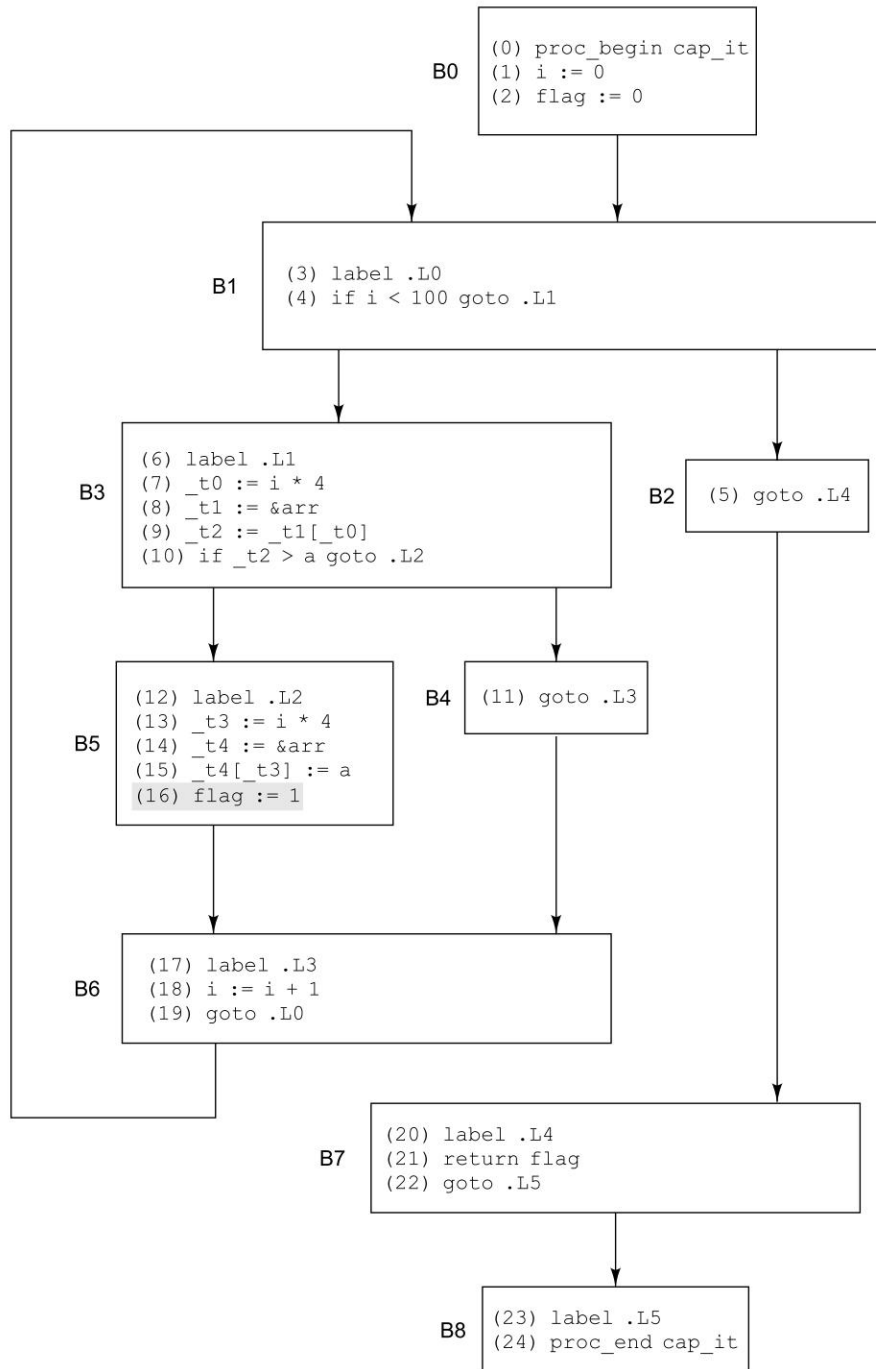 B0
(0) proc_begin cap_it
(1) i := 0
(2) flag := 0
B1
(3) label .L0
(4) if i < 100 goto .L1
B3
(6) label .L1
(7) _t0 := i * 4
(8) _t1 := &arr
(9) _t2 := _t1[_t0]
(10) if _t2 > a goto .L2
B2
(5) goto .L4
B5
(12) label .L2
(13) _t3 := i * 4
(14) _t4 := &arr
(15) _t4[_t3] := a
(16) flag := 1
B4
(11) goto .L3
B6
(17) label .L3
(18) i := i + 1
(19) goto .L0
B7
(20) label .L4
(21) return flag
(22) goto .L5
B8
(23) label .L5
(24) proc_end cap_it